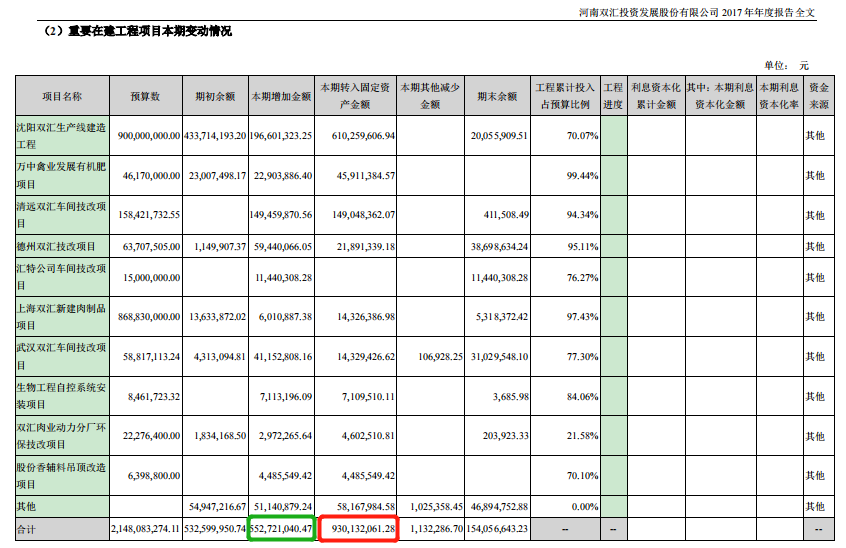 河南双汇投资发展股份有限公司 2017 年年度报告全文
（2）重要在建工程项目本期变动情况
单位： 元
项目名称 预算数 期初余额 本期增加金额 本期转入固定资产金额 本期其他减少金额 期末余额 工程累计投入占预算比例 工程进度 利息资本化累计金额 其中：本期利息资本化金额 本期利息资本化率 资金来源
沈阳双汇生产线建造工程 900,000,000.00 433,714,193.20 196,601,323.25 610,259,606.94 20,055,909.51 70.07% 其他
万中禽业发展有机肥项目 46,170,000.00 23,007,498.17 22,903,886.40 45,911,384.57 99.44% 其他
清远双汇车间技改项目 158,421,732.55 149,459,870.56 149,048,362.07 411,508.49 94.34% 其他
德州双汇技改项目 63,707,505.00 1,149,907.37 59,440,066.05 21,891,339.18 38,698,634.24 95.11% 其他
汇特公司车间技改项目 15,000,000.00 11,440,308.28 11,440,308.28 76.27% 其他
上海双汇新建肉制品项目 868,830,000.00 13,633,872.02 6,010,887.38 14,326,386.98 5,318,372.42 97.43% 其他
武汉双汇车间技改项目 58,817,113.24 4,313,094.81 41,152,808.16 14,329,426.62 106,928.25 31,029,548.10 77.30% 其他
生物工程自控系统安装项目 8,461,723.32 7,113,196.09 7,109,510.11 3,685.98 84.06% 其他
双汇肉业动力分厂环保技改项目 22,276,400.00 1,834,168.50 2,972,265.64 4,602,510.81 203,923.33 21.58% 其他
股份香辅料吊顶改造项目 6,398,800.00 4,485,549.42 4,485,549.42 70.10% 其他
其他 54,947,216.67 51,140,879.24 58,167,984.58 1,025,358.45 46,894,752.88 0.00% 其他
合计 2,148,083,274.11 532,599,950.74 552,721,040.47 930,132,061.28 1,132,286.70 154,056,643.23 -- -- --